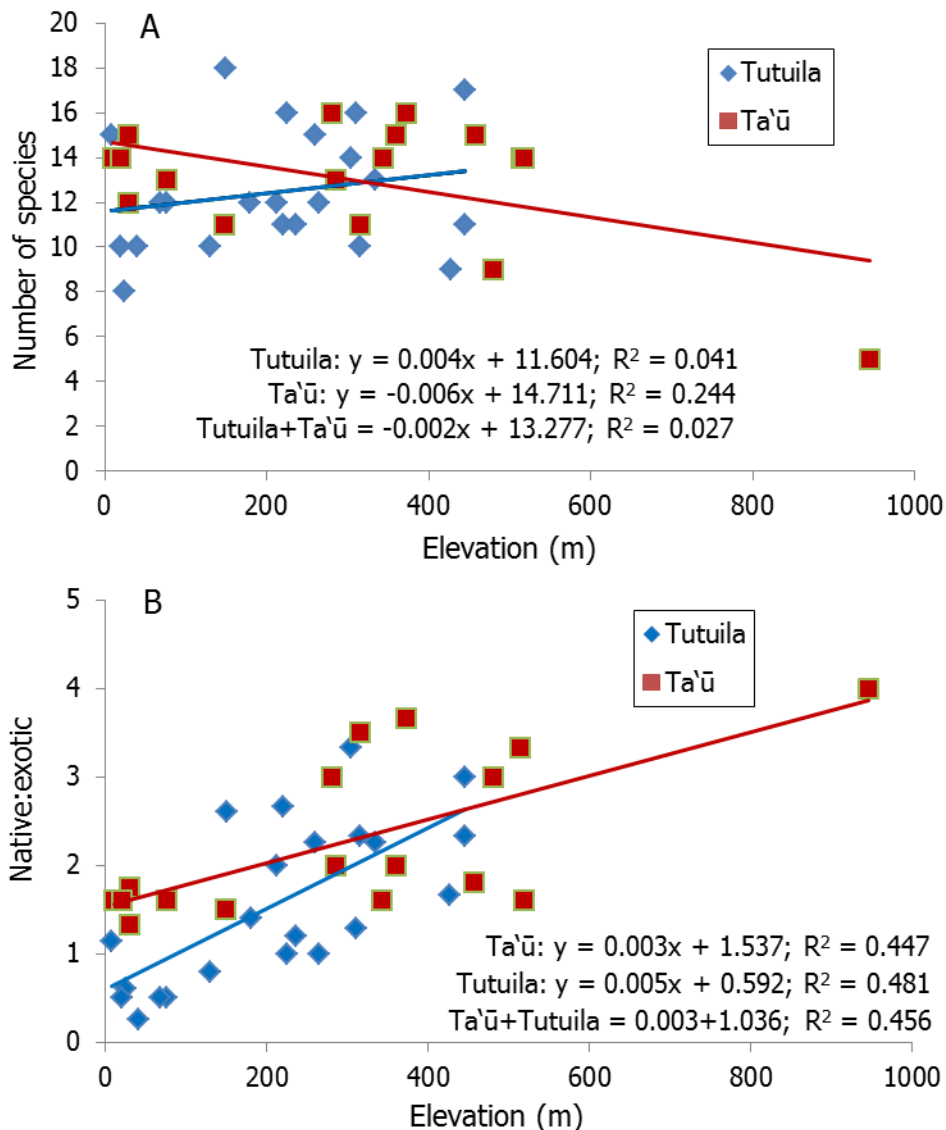 A
20
18
16
14
12
10
8
6
4
2
0
Number of species
Tutuila
Ta‛ū
Tutuila: y = 0.004x + 11.604; R² = 0.041
Ta‛ū: y = -0.006x + 14.711; R² = 0.244
Tutuila+Ta‛ū = -0.002x + 13.277; R² = 0.027
0 200 400 600 800 1000
Elevation (m)
B
5
4
3
2
1
0
Native:exotic
Tutuila
Ta‛ū
Ta‛ū: y = 0.003x + 1.537; R² = 0.447
Tutuila: y = 0.005x + 0.592; R² = 0.481
Ta‛ū+Tutuila = 0.003+1.036; R² = 0.456
0 200 400 600 800 1000
Elevation (m)